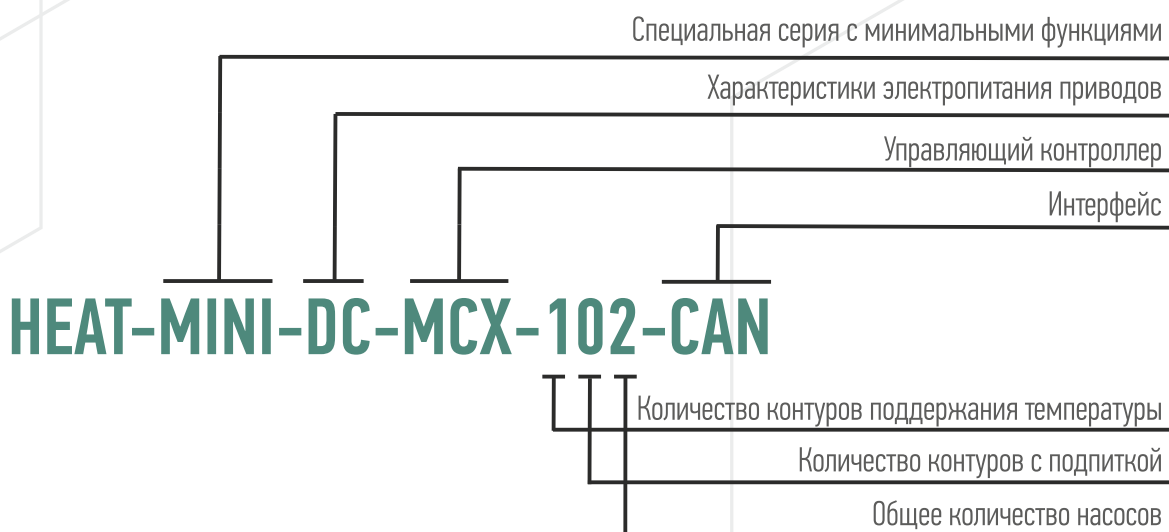 Специальная серия с минимальными функциями
Характеристики электропитания приводов
Управляющий контроллер
Интерфейс
HEAT-MINI-DC-MCX-102-CAN
Количество контуров поддержания температуры
Количество контуров с подпиткой
Общее количество насосов